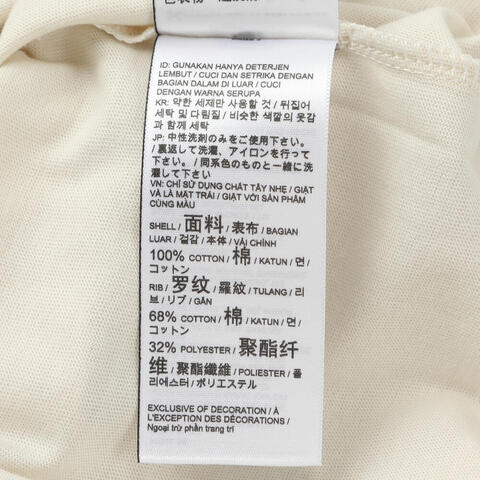 ID: GUNAKAN HANYA DETERJEN
LEMBUT / CUCI DAN SETRIKA DENGAN
BAGIAN DALAM DI LUAR / CUCI
DENGAN WARNA SERUPA
KR: 약한 세제만 사용할 것 / 뒤집어
세탁 및 다림질 / 비슷한 색깔의 옷감
과 함께 세탁
JP: 中性洗剤のみをご使用下さい。
/ 裏返して洗濯、アイロンを行って下
さい。/ 同系色のものと一緒に洗
濯して下さい。
VN: CHỈ SỬ DỤNG CHẤT TẨY NHẸ / GIẶT
VÀ LÀ MẶT TRÁI / GIẶT VỚI SẢN PHẨM
CÙNG MÀU
SHELL / 面料 / 表布 / BAGIAN
LUAR / 겉감 / 本体 / VẢI CHÍNH
100% COTTON / 棉 / KATUN / 면 /
コットン
RIB / 罗纹 / 羅紋 / TULANG / 리
브 / リブ / GÂN
68% COTTON / 棉 / KATUN / 면 /
コットン
32% POLYESTER / 聚酯纤
维 / 聚酯纖維 / POLIESTER / 폴
리에스터 / ポリエステル
EXCLUSIVE OF DECORATION / À
L'EXCEPTION DES DÉCORATIONS /
Ngoại trừ phần trang trí